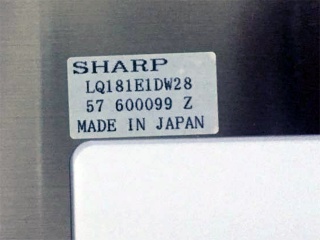 SHARP
LQ181E1DW28
57 600099 Z
MADE IN JAPAN